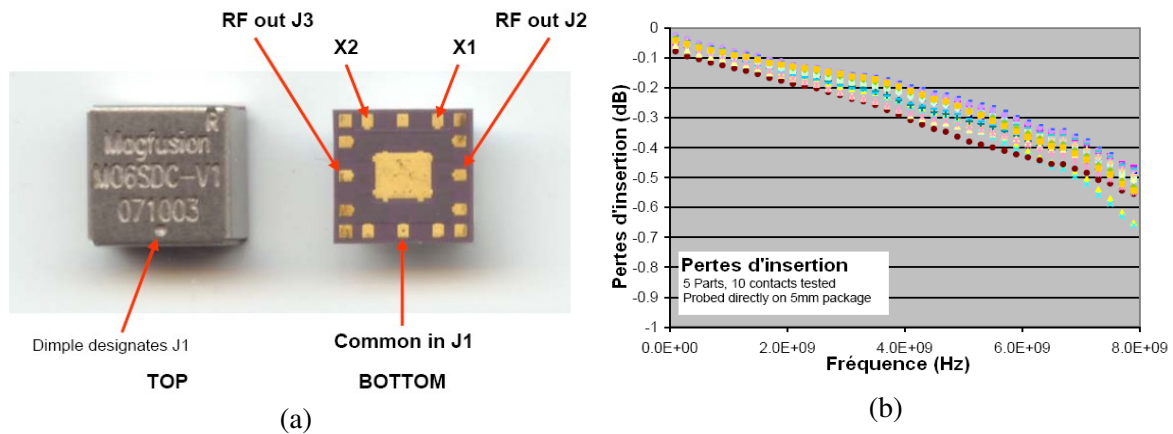 RF out J3
RF out J2
X2
X1
R
Magfusion
M06SDC-V1
071003
Dimple designates J1
Common in J1
TOP
BOTTOM
(a)
0
-0.1
-0.2
-0.3
-0.4
-0.5
-0.6
-0.7
-0.8
-0.9
-1
Pertes d'insertion (dB)
Pertes d'insertion
5 Parts, 10 contacts tested
Probed directly on 5mm package
0.0E+00
2.0E+09
4.0E+09
6.0E+09
8.0E+09
Fréquence (Hz)
(b)